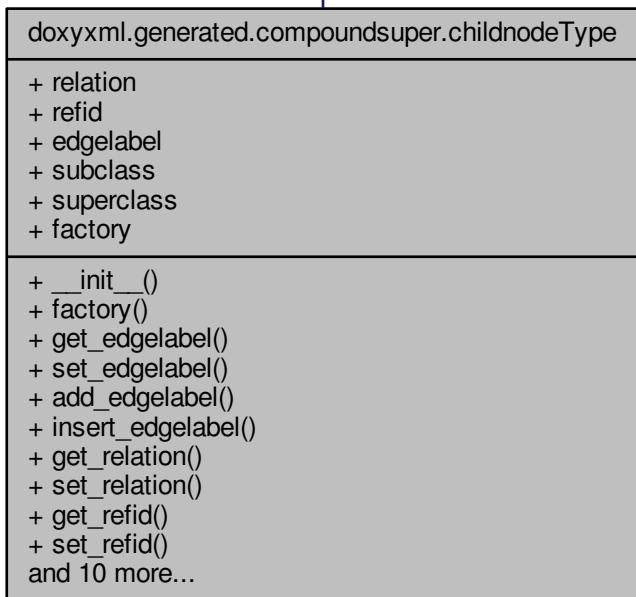 doxyxml.generated.compoundsuper.childnodeType
+ relation
+ refid
+ edgelabel
+ subclass
+ superclass
+ factory
+ __init__()
+ factory()
+ get_edgelabel()
+ set_edgelabel()
+ add_edgelabel()
+ insert_edgelabel()
+ get_relation()
+ set_relation()
+ get_refid()
+ set_refid()
and 10 more...